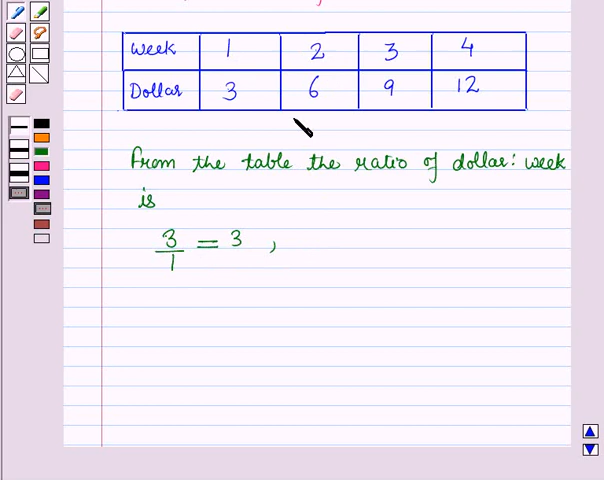 Week 1 2 3 4
Dollar 3 6 9 12
From the table the ratio of dollar : week
is
3/1 = 3 ,